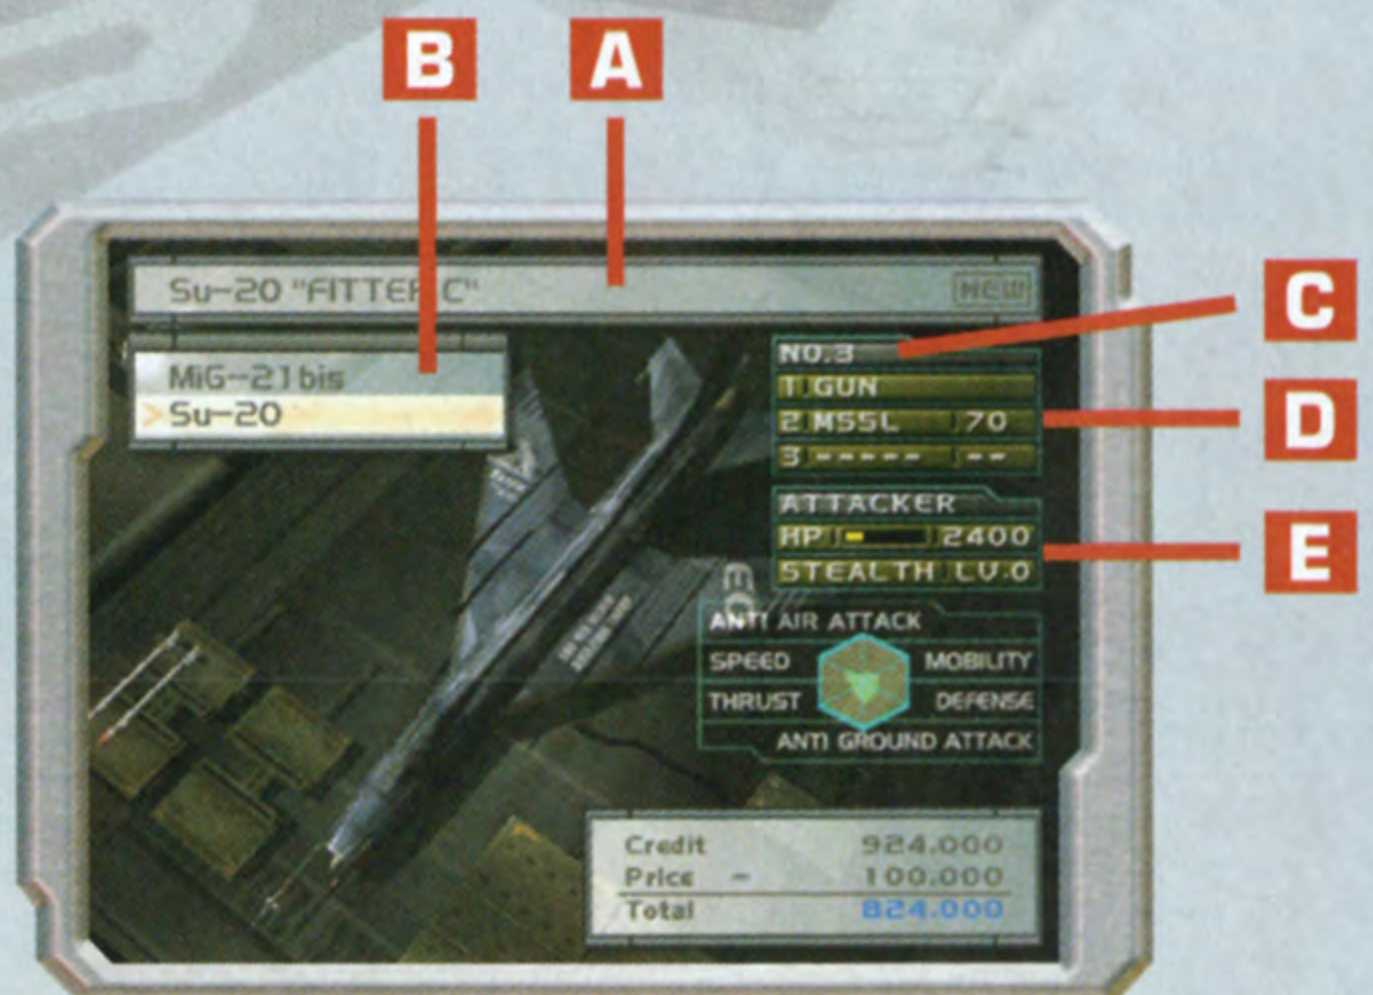 B A
Su-20 "FITTER C" NEW
C
MiG-21bis
Su-20
NO.3
1 GUN
2 MSSL 70
3 ----- --
D
ATTACKER
HP 2400
STEALTH LV.0
E
ANTI AIR ATTACK
SPEED MOBILITY
THRUST DEFENSE
ANTI GROUND ATTACK
Credit 924.000
Price - 100.000
Total 824.000